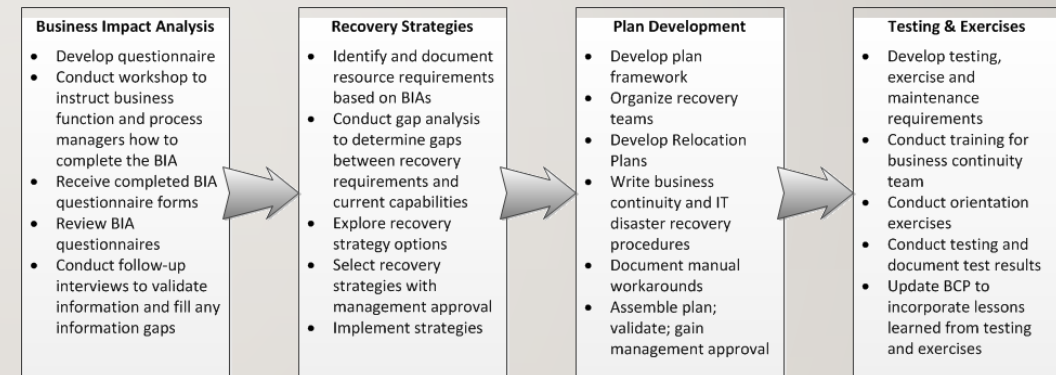 Business Impact Analysis
• Develop questionnaire
• Conduct workshop to
instruct business
function and process
managers how to
complete the BIA
• Receive completed BIA
questionnaire forms
• Review BIA
questionnaires
• Conduct follow-up
interviews to validate
information and fill any
information gaps
Recovery Strategies
• Identify and document
resource requirements
based on BIAs
• Conduct gap analysis
to determine gaps
between recovery
requirements and
current capabilities
• Explore recovery
strategy options
• Select recovery
strategies with
management approval
• Implement strategies
Plan Development
• Develop plan
framework
• Organize recovery
teams
• Develop Relocation
Plans
• Write business
continuity and IT
disaster recovery
procedures
• Document manual
workarounds
• Assemble plan;
validate; gain
management approval
Testing & Exercises
• Develop testing,
exercise and
maintenance
requirements
• Conduct training for
business continuity
team
• Conduct orientation
exercises
• Conduct testing and
document test results
• Update BCP to
incorporate lessons
learned from testing
and exercises